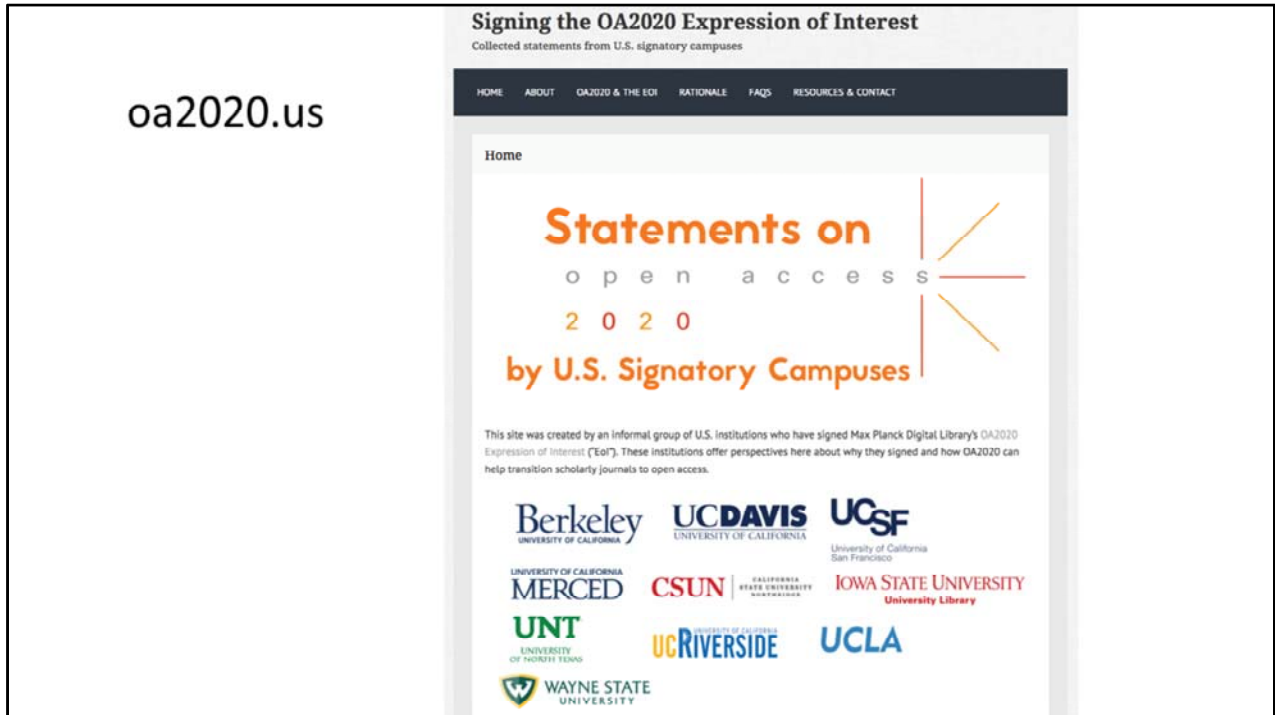 oa2020.us
Signing the OA2020 Expression of Interest
Collected statements from U.S. signatory campuses
HOME ABOUT OA2020 & THE EOI RATIONALE FAQS RESOURCES & CONTACT
Home
Statements on
open access
2020
by U.S. Signatory Campuses
This site was created by an informal group of U.S. institutions who have signed Max Planck Digital Library's OA2020
Expression of Interest ("EoI"). These institutions offer perspectives here about why they signed and how OA2020 can
help transition scholarly journals to open access.
Berkeley
UNIVERSITY OF CALIFORNIA
UCDAVIS
UNIVERSITY OF CALIFORNIA
UCSF
University of California
San Francisco
UNIVERSITY OF CALIFORNIA
MERCED
CSUN
CALIFORNIA
STATE UNIVERSITY
NORTHRIDGE
IOWA STATE UNIVERSITY
University Library
UNT
UNIVERSITY
OF NORTH TEXAS
UNIVERSITY OF CALIFORNIA
UCRIVERSIDE
UCLA
W
WAYNE STATE
UNIVERSITY